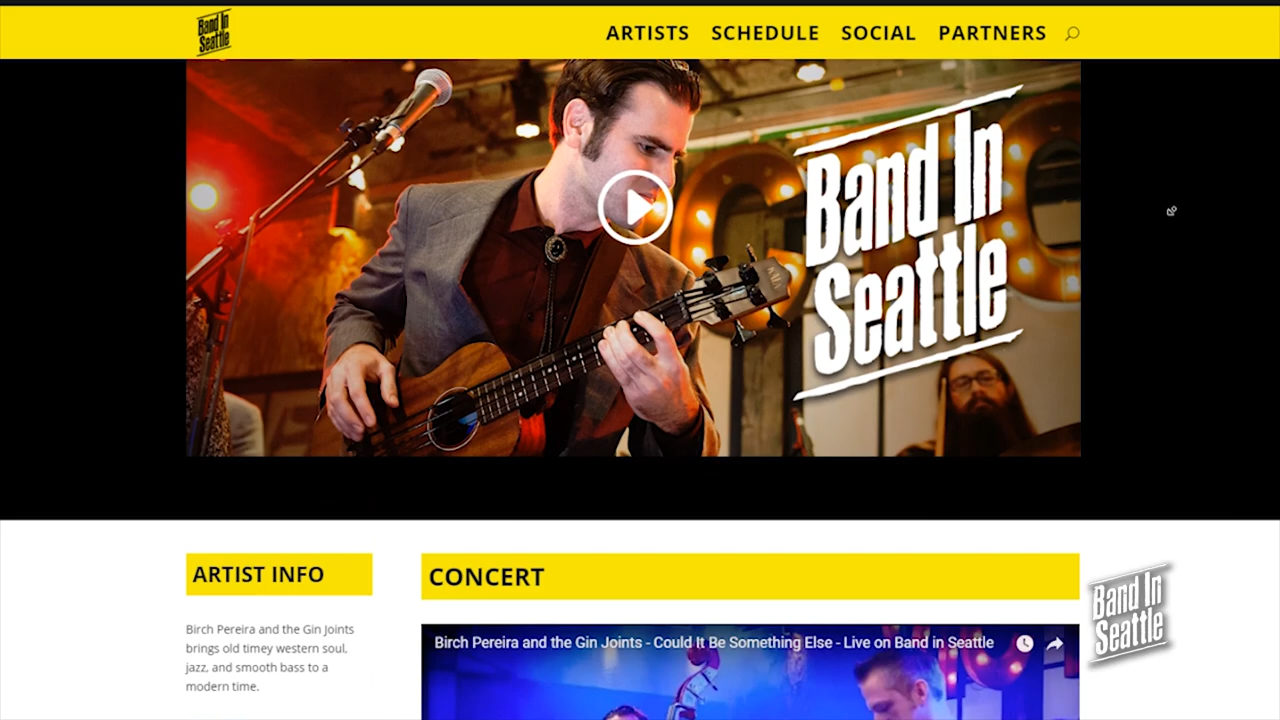 Band In
Seattle
ARTISTS SCHEDULE SOCIAL PARTNERS
Band In
Seattle
ARTIST INFO
Birch Pereira and the Gin Joints
brings old timey western soul,
jazz, and smooth bass to a
modern time.
CONCERT
Birch Pereira and the Gin Joints - Could It Be Something Else - Live on Band in Seattle
Band In
Seattle